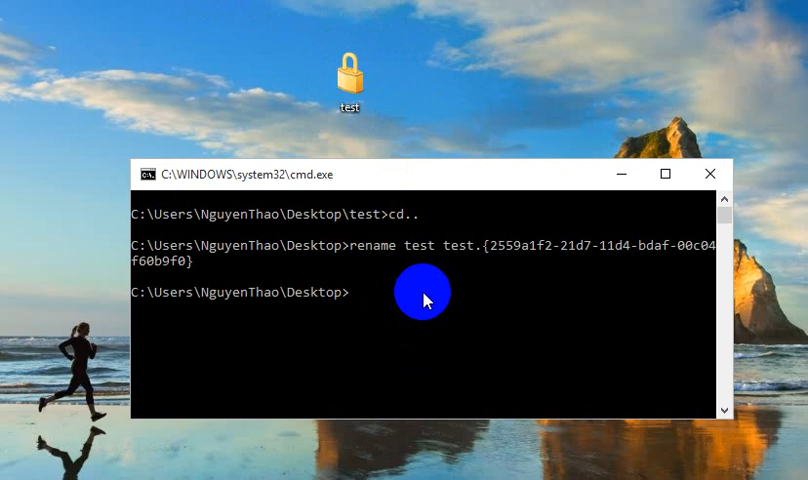 test
C:\WINDOWS\system32\cmd.exe
C:\Users\NguyenThao\Desktop\test>cd..
C:\Users\NguyenThao\Desktop>rename test test.{2559a1f2-21d7-11d4-bdaf-00c04
f60b9f0}
C:\Users\NguyenThao\Desktop>